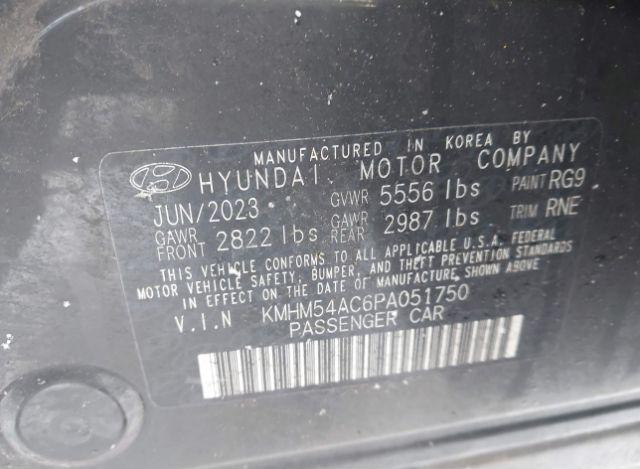 MANUFACTURED IN KOREA BY
HYUNDAI MOTOR COMPANY
JUN/2023 GVWR 5556 lbs PAINT RG9
GAWR FRONT 2822 lbs GAWR REAR 2987 lbs TRIM RNE
THIS VEHICLE CONFORMS TO ALL APPLICABLE U.S.A. FEDERAL
MOTOR VEHICLE SAFETY, BUMPER, AND THEFT PREVENTION STANDARDS
IN EFFECT ON THE DATE OF MANUFACTURE SHOWN ABOVE
V.I.N KMHM54AC6PA051750
PASSENGER CAR